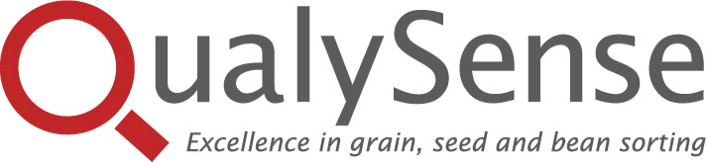 QualySense
Excellence in grain, seed and bean sorting